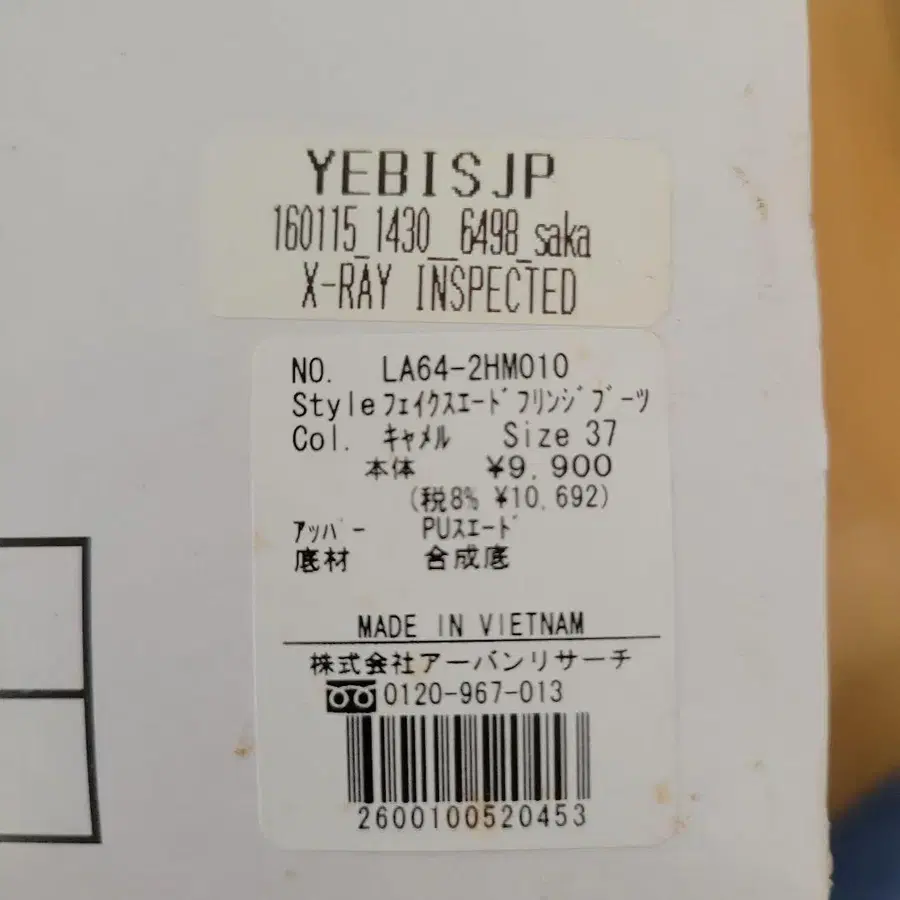 YEBISJP
160115_1430__6498_saka
X-RAY INSPECTED
NO. LA64-2HM010
Style ﾌｪｲｸｽｴｰﾄﾞﾌﾘﾝｼﾞﾌﾞｰﾂ
Col. ｷｬﾒﾙ Size 37
本体 ¥9,900
(税8% ¥10,692)
ｱｯﾊﾟｰ PUｽｴｰﾄﾞ
底材 合成底
MADE IN VIETNAM
株式会社アーバンリサーチ
0120-967-013
2600100520453